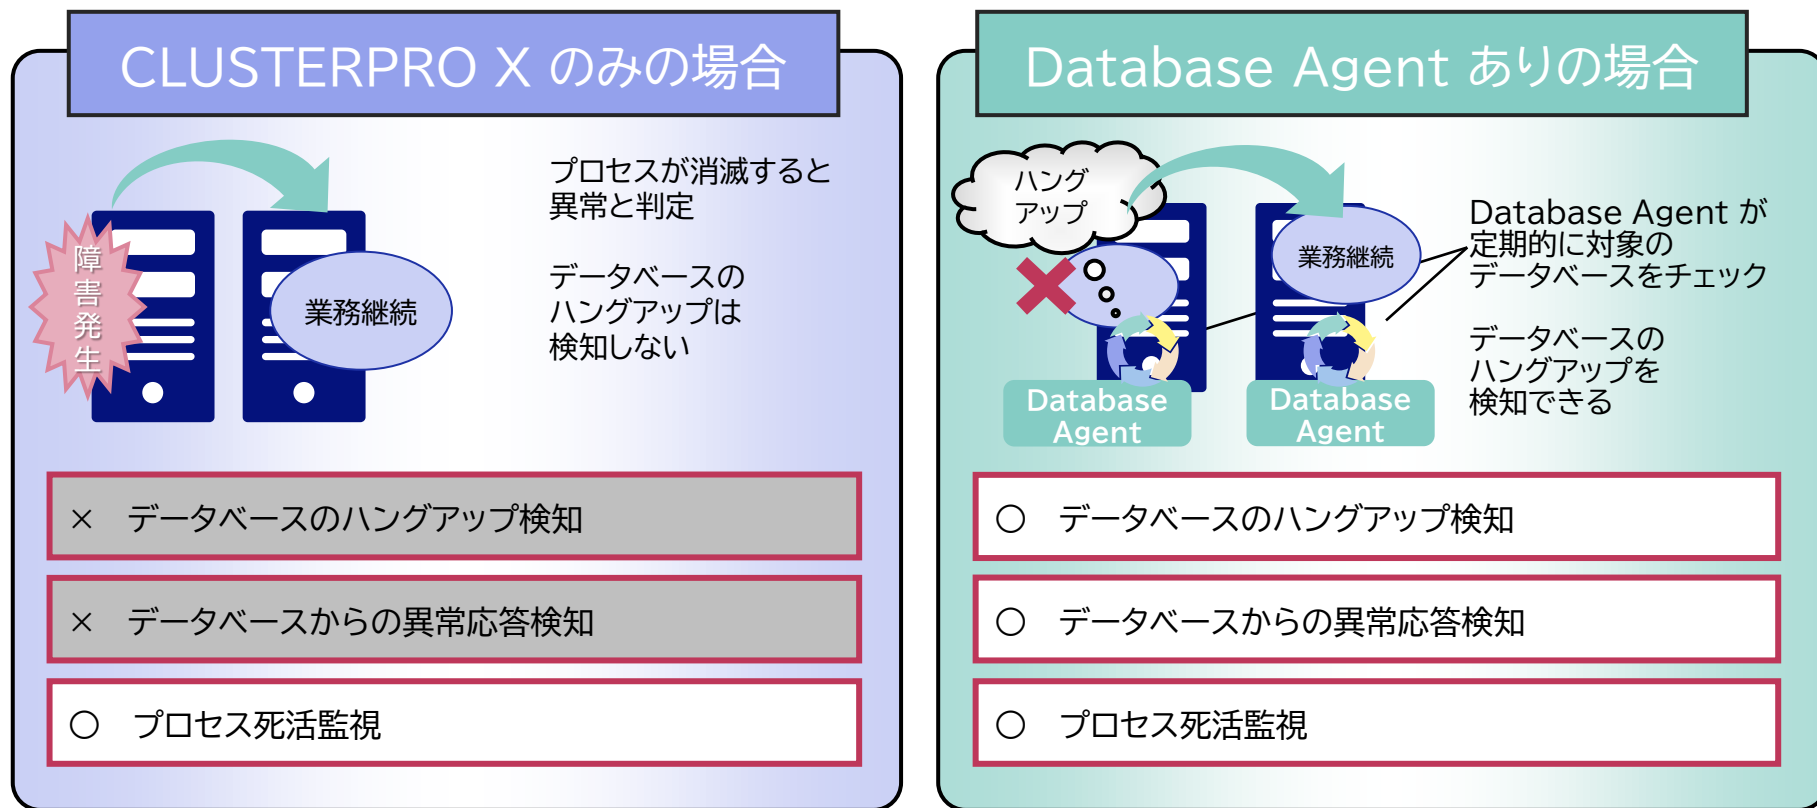 CLUSTERPRO X のみの場合
障
害
発
生
業務継続
プロセスが消滅すると
異常と判定
データベースの
ハングアップは
検知しない
× データベースのハングアップ検知
× データベースからの異常応答検知
○ プロセス死活監視
Database Agent ありの場合
ハング
アップ
業務継続
Database
Agent
Database
Agent
Database Agent が
定期的に対象の
データベースをチェック
データベースの
ハングアップを
検知できる
○ データベースのハングアップ検知
○ データベースからの異常応答検知
○ プロセス死活監視